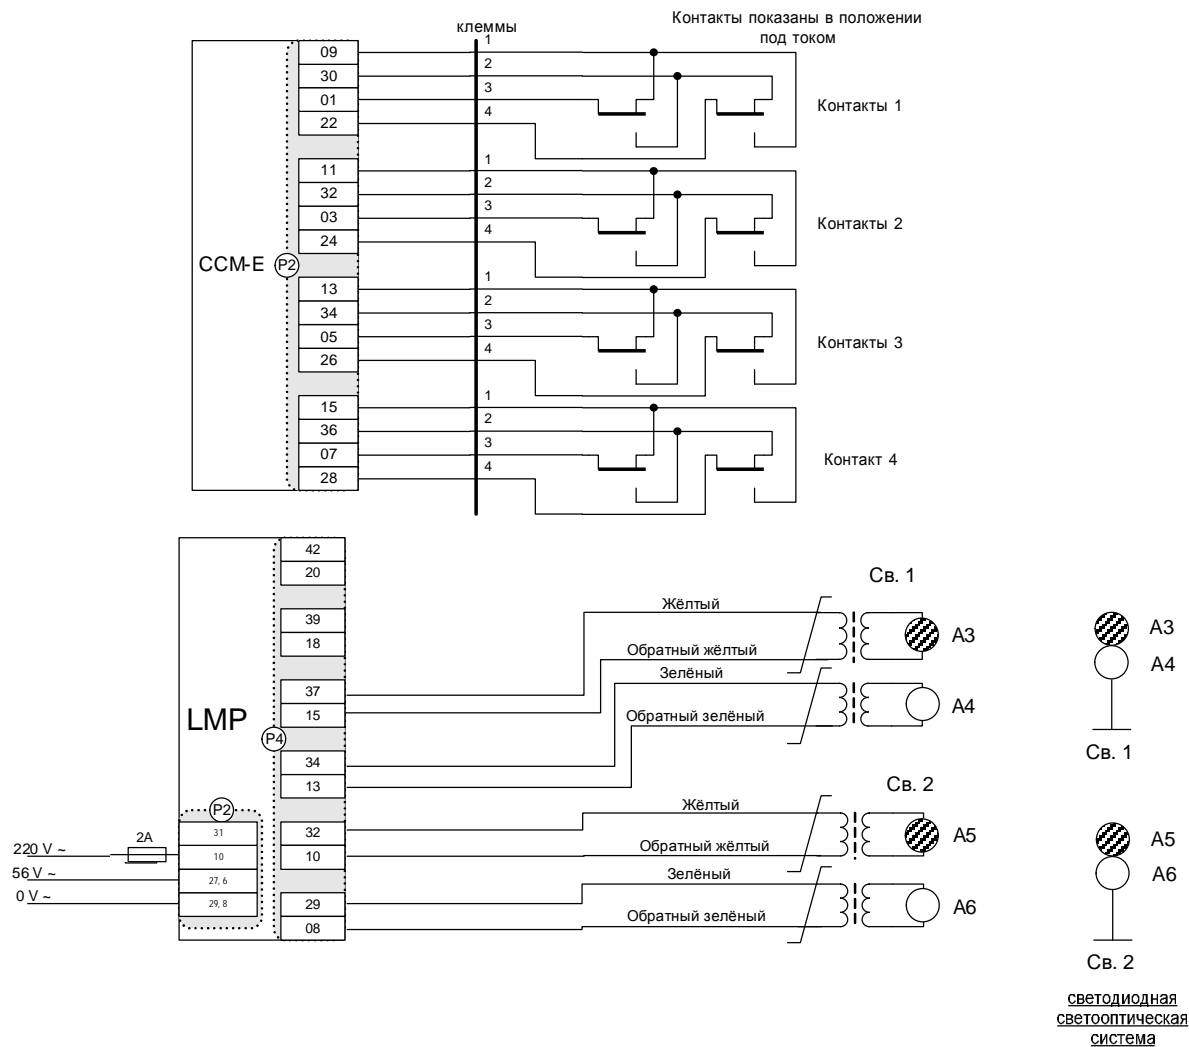 Контакты показаны в положении
под током
клеммы
CCM-E
P2
09
30
01
22
1
2
3
4
Контакты 1
11
32
03
24
1
2
3
4
Контакты 2
13
34
05
26
1
2
3
4
Контакты 3
15
36
07
28
1
2
3
4
Контакт 4
LMP
P4
42
20
39
18
37
15
34
13
32
10
29
08
P2
31
10
27, 6
29, 8
2A
220 V ~
56 V ~
0 V ~
Св. 1
Жёлтый
Обратный жёлтый
A3
Зелёный
Обратный зелёный
A4
Св. 2
Жёлтый
Обратный жёлтый
A5
Зелёный
Обратный зелёный
A6
A3
A4
Св. 1
A5
A6
Св. 2
светодиодная
светооптическая
система